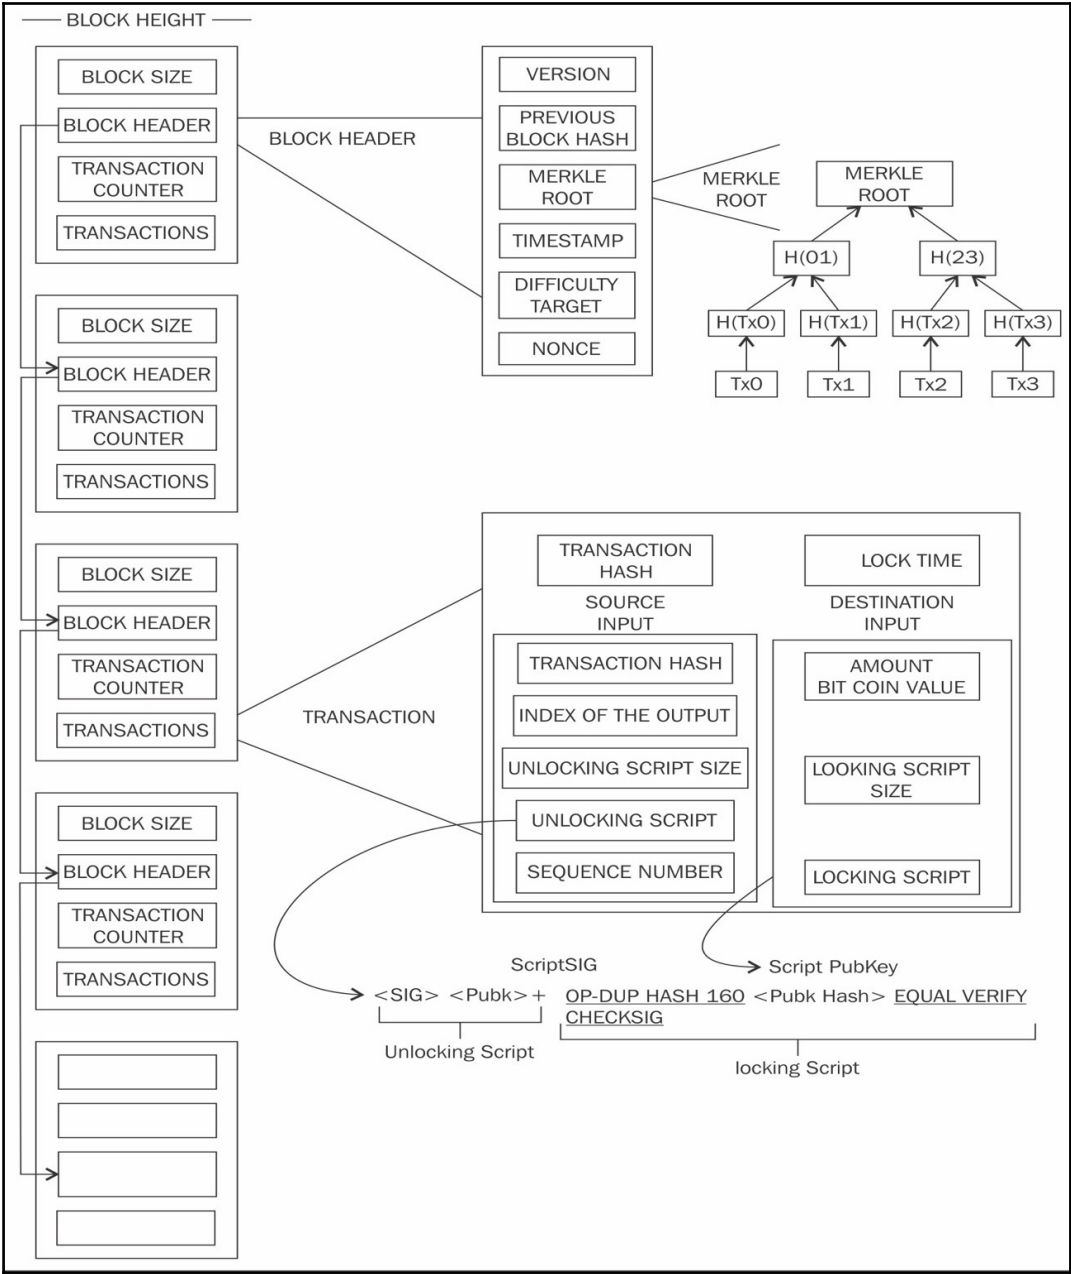 BLOCK HEIGHT
BLOCK SIZE
BLOCK HEADER
TRANSACTION
COUNTER
TRANSACTIONS
BLOCK SIZE
BLOCK HEADER
TRANSACTION
COUNTER
TRANSACTIONS
BLOCK SIZE
BLOCK HEADER
TRANSACTION
COUNTER
TRANSACTIONS
BLOCK SIZE
BLOCK HEADER
TRANSACTION
COUNTER
TRANSACTIONS
BLOCK HEADER
VERSION
PREVIOUS
BLOCK HASH
MERKLE
ROOT
TIMESTAMP
DIFFICULTY
TARGET
NONCE
MERKLE
ROOT
MERKLE
ROOT
H(01)
H(23)
H(Tx0)
H(Tx1)
H(Tx2)
H(Tx3)
Tx0
Tx1
Tx2
Tx3
TRANSACTION
TRANSACTION
HASH
SOURCE
INPUT
TRANSACTION HASH
INDEX OF THE OUTPUT
UNLOCKING SCRIPT SIZE
UNLOCKING SCRIPT
SEQUENCE NUMBER
LOCK TIME
DESTINATION
INPUT
AMOUNT
BIT COIN VALUE
LOOKING SCRIPT
SIZE
LOCKING SCRIPT
ScriptSIG
Script PubKey
<SIG> <Pubk>+ OP-DUP HASH 160 <Pubk Hash> EQUAL VERIFY
CHECKSIG
Unlocking Script
locking Script